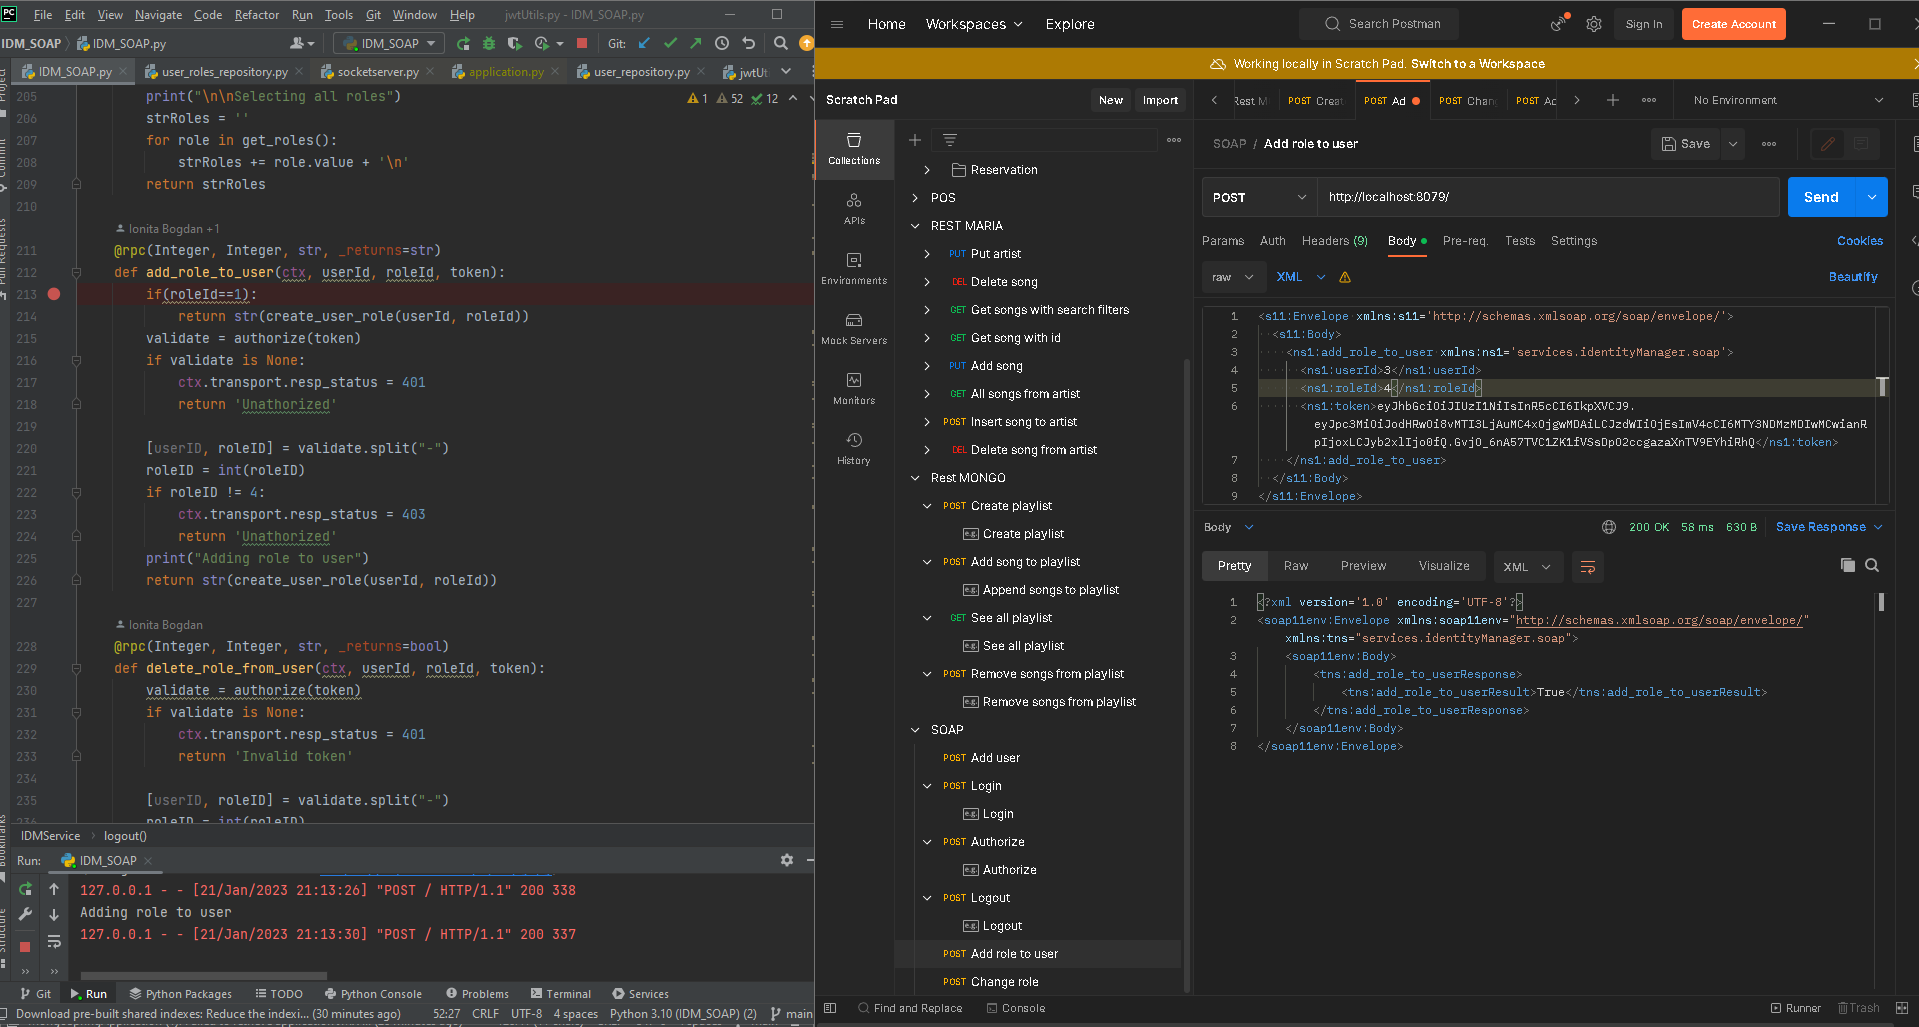 PC File Edit View Navigate Code Refactor Run Tools Git Window Help jwtUtils.py - IDM_SOAP.py
IDM_SOAP IDM_SOAP.py IDM_SOAP Git:
IDM_SOAP.py user_roles_repository.py socketserver.py application.py user_repository.py jwtUt
1 52 12
205 print("\n\nSelecting all roles")
206 strRoles = ''
207 for role in get_roles():
208 strRoles += role.value + '\n'
209 return strRoles
210
Ionita Bogdan +1
211 @rpc(Integer, Integer, str, _returns=str)
212 def add_role_to_user(ctx, userId, roleId, token):
213 if(roleId==1):
214 return str(create_user_role(userId, roleId))
215 validate = authorize(token)
216 if validate is None:
217 ctx.transport.resp_status = 401
218 return 'Unathorized'
219
220 [userID, roleID] = validate.split("-")
221 roleID = int(roleID)
222 if roleID != 4:
223 ctx.transport.resp_status = 403
224 return 'Unathorized'
225 print("Adding role to user")
226 return str(create_user_role(userId, roleId))
227
Ionita Bogdan
228 @rpc(Integer, Integer, str, _returns=bool)
229 def delete_role_from_user(ctx, userId, roleId, token):
230 validate = authorize(token)
231 if validate is None:
232 ctx.transport.resp_status = 401
233 return 'Invalid token'
234
235 [userID, roleID] = validate.split("-")
236 roleID = int(roleID)
IDMService logout()
Run: IDM_SOAP
127.0.0.1 - - [21/Jan/2023 21:13:26] "POST / HTTP/1.1" 200 338
Adding role to user
127.0.0.1 - - [21/Jan/2023 21:13:30] "POST / HTTP/1.1" 200 337
Git Run Python Packages TODO Python Console Problems Terminal Services
Download pre-built shared indexes: Reduce the indexi... (30 minutes ago) 52:27 CRLF UTF-8 4 spaces Python 3.10 (IDM_SOAP) (2) main
Project
Commit
Pull Requests
Bookmarks
Structure
Home Workspaces Explore Search Postman Sign In Create Account
Working locally in Scratch Pad. Switch to a Workspace
Scratch Pad New Import
Collections
APIs
Environments
Mock Servers
Monitors
History
Reservation
POS
REST MARIA
PUT Put artist
DEL Delete song
GET Get songs with search filters
GET Get song with id
PUT Add song
GET All songs from artist
POST Insert song to artist
DEL Delete song from artist
Rest MONGO
POST Create playlist
e.g. Create playlist
POST Add song to playlist
e.g. Append songs to playlist
GET See all playlist
e.g. See all playlist
POST Remove songs from playlist
e.g. Remove songs from playlist
SOAP
POST Add user
POST Login
e.g. Login
POST Authorize
e.g. Authorize
POST Logout
e.g. Logout
POST Add role to user
POST Change role
Rest M POST Creat POST Ad POST Chan POST Ac No Environment
SOAP / Add role to user Save
POST http://localhost:8079/ Send
Params Auth Headers (9) Body Pre-req. Tests Settings Cookies
raw XML Beautify
1 <s11:Envelope xmlns:s11='http://schemas.xmlsoap.org/soap/envelope/'>
2 <s11:Body>
3 <ns1:add_role_to_user xmlns:ns1='services.identityManager.soap'>
4 <ns1:userId>3</ns1:userId>
5 <ns1:roleId>4</ns1:roleId>
6 <ns1:token>eyJhbGciOiJIUzI1NiIsInR5cCI6IkpXVCJ9.
eyJpc3MiOiJodHRwOi8vMTI3LjAuMC4xOjgwMDAiLCJzdWIiOjEsImV4cCI6MTY3NDMzMDIwMCwianR
pIjoxLCJyb2xlIjo0fQ.GvjO_6nA57TVC1ZK1fVSsDpO2ccgazaXnTV9EYhiRhQ</ns1:token>
7 </ns1:add_role_to_user>
8 </s11:Body>
9 </s11:Envelope>
Body 200 OK 58 ms 630 B Save Response
Pretty Raw Preview Visualize XML
1 <?xml version='1.0' encoding='UTF-8'?>
2 <soap11env:Envelope xmlns:soap11env="http://schemas.xmlsoap.org/soap/envelope/"
xmlns:tns="services.identityManager.soap">
3 <soap11env:Body>
4 <tns:add_role_to_userResponse>
5 <tns:add_role_to_userResult>True</tns:add_role_to_userResult>
6 </tns:add_role_to_userResponse>
7 </soap11env:Body>
8 </soap11env:Envelope>
Find and Replace Console Runner Trash